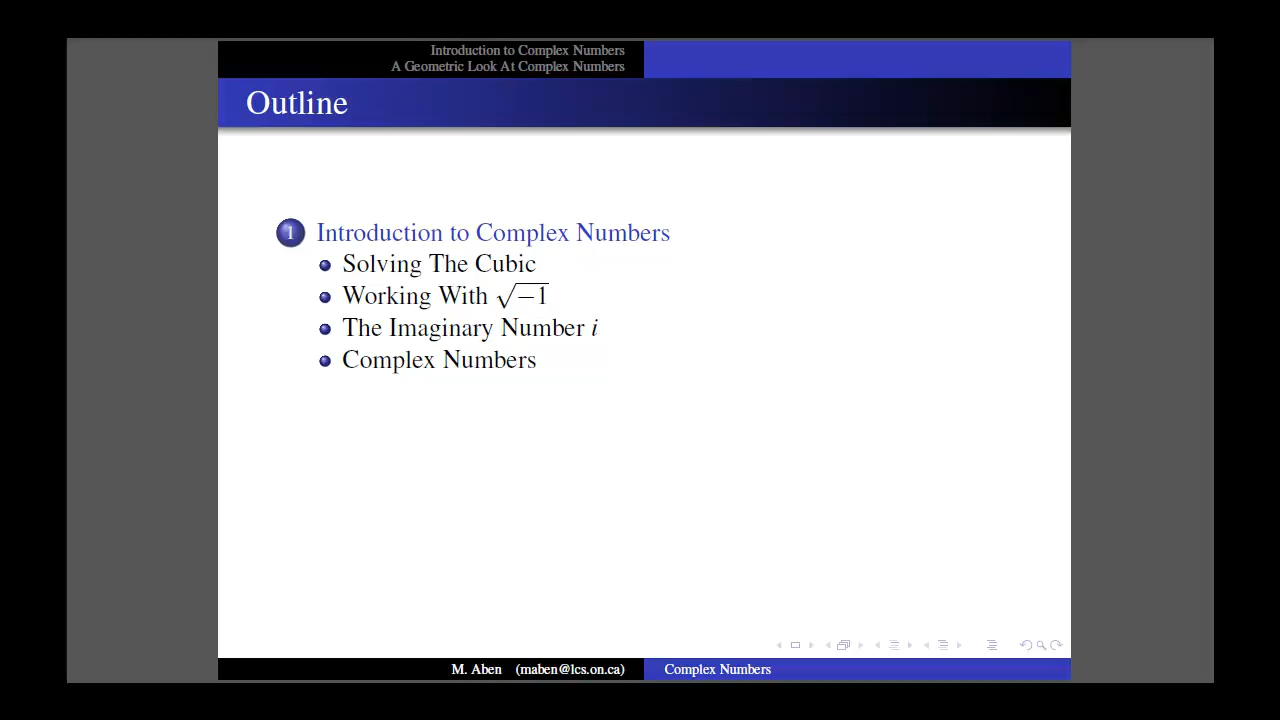 Introduction to Complex Numbers
A Geometric Look At Complex Numbers
Outline
1 Introduction to Complex Numbers
Solving The Cubic
Working With √−1
The Imaginary Number i
Complex Numbers
M. Aben (maben@lcs.on.ca) Complex Numbers